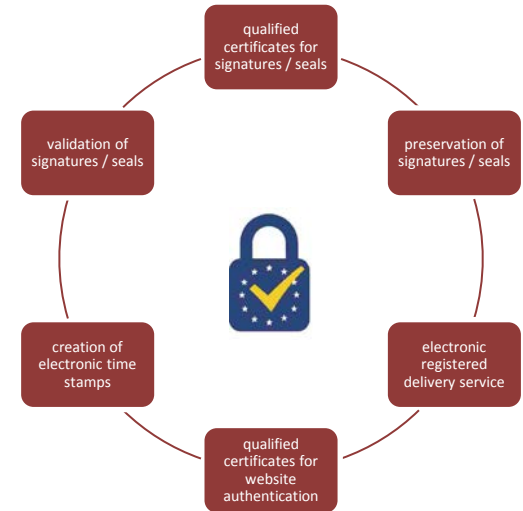 qualified
certificates for
signatures / seals
validation of
signatures / seals
preservation of
signatures / seals
creation of
electronic time
stamps
electronic
registered
delivery service
qualified
certificates for
website
authentication